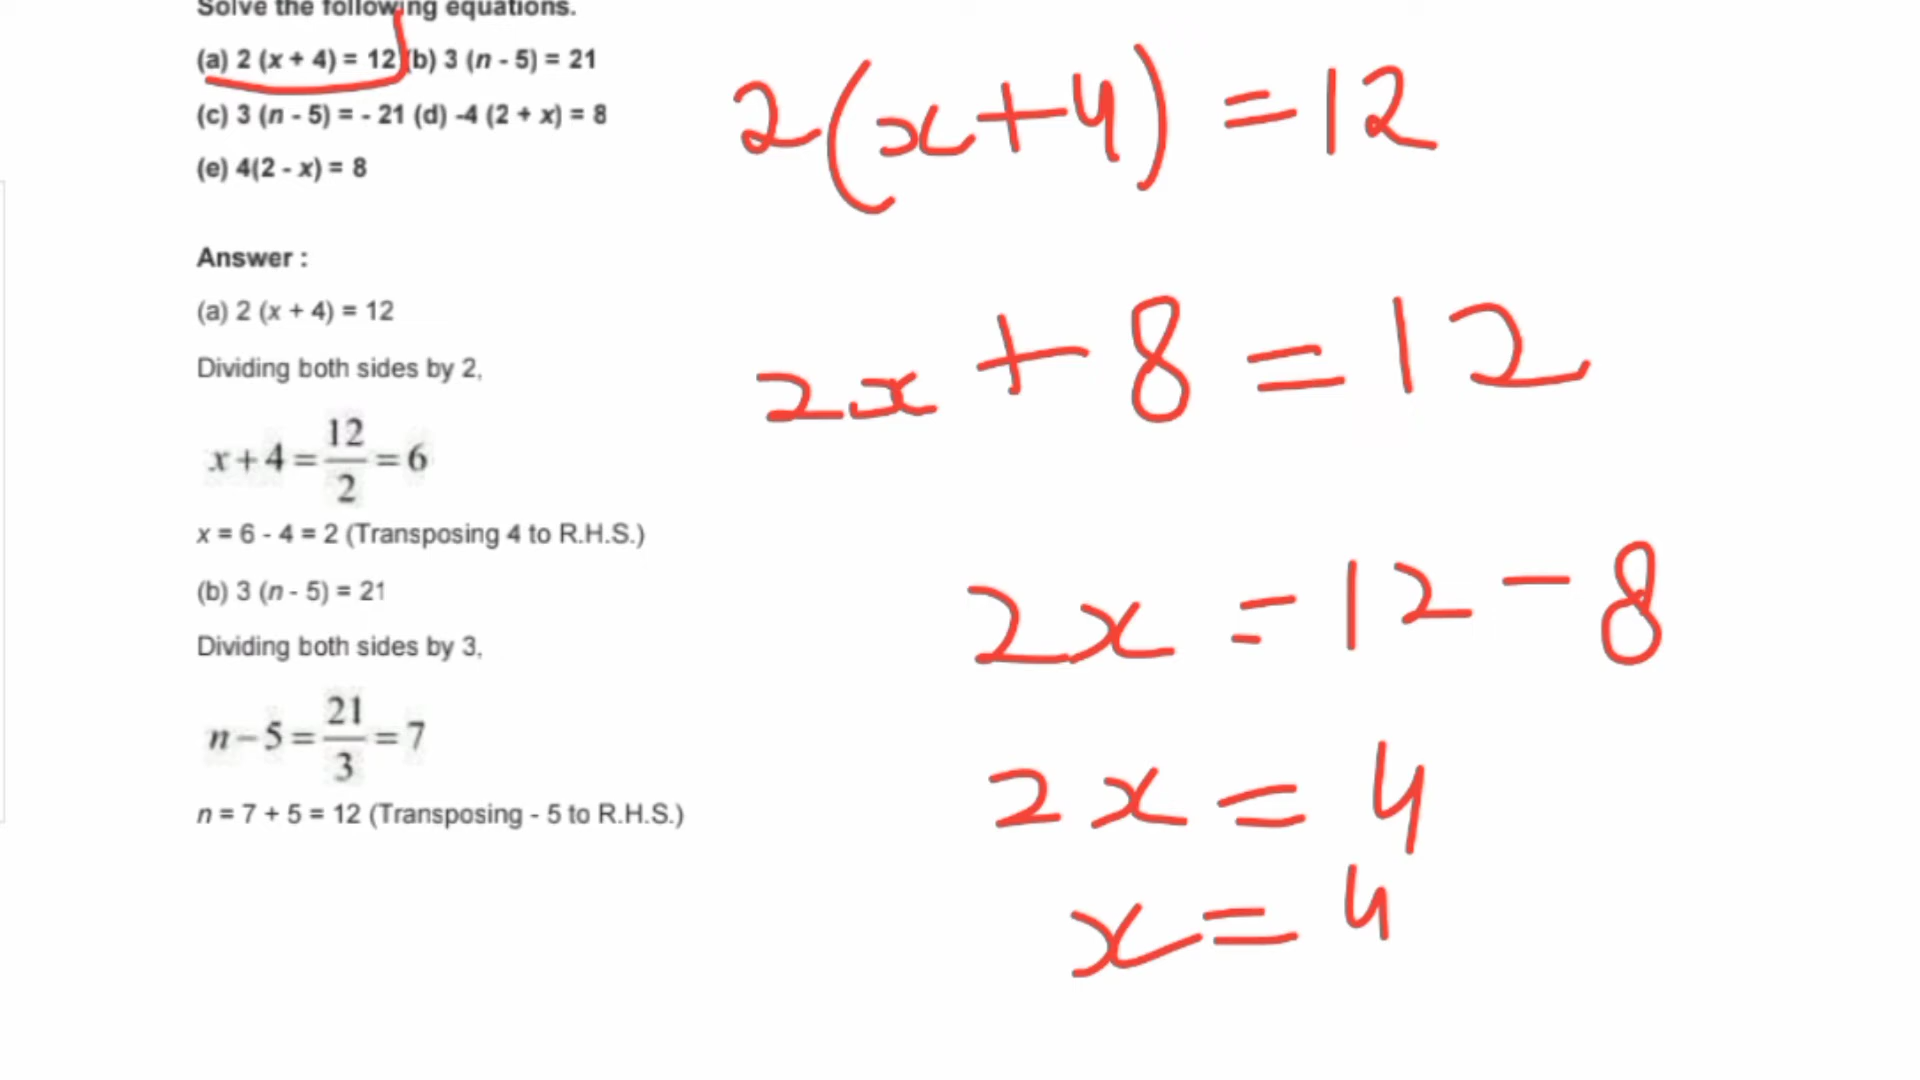 Solve the following equations.
(a) 2 (x + 4) = 12 (b) 3 (n - 5) = 21
(c) 3 (n - 5) = - 21 (d) -4 (2 + x) = 8
(e) 4(2 - x) = 8
Answer :
(a) 2 (x + 4) = 12
Dividing both sides by 2,
x + 4 = 12/2 = 6
x = 6 - 4 = 2 (Transposing 4 to R.H.S.)
(b) 3 (n - 5) = 21
Dividing both sides by 3,
n - 5 = 21/3 = 7
n = 7 + 5 = 12 (Transposing - 5 to R.H.S.)
2(x+4) = 12
2x + 8 = 12
2x = 12 - 8
2x = 4
x = 4